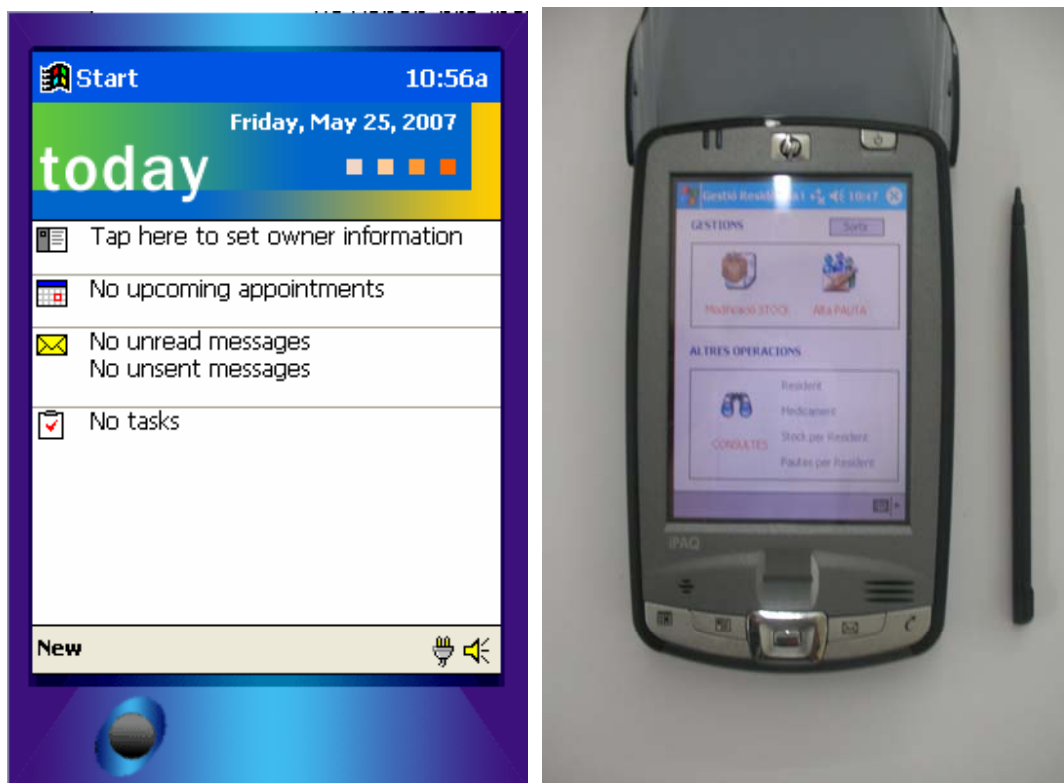 Start 10:56a
Friday, May 25, 2007
today
Tap here to set owner information
No upcoming appointments
No unread messages
No unsent messages
No tasks
New
hp
Gestió 10:47
GESTIONS Sortir
Modificació STOCK Alta PAUTA
ALTRES OPERACIONS
Resident
Medicament
CONSULTES
Stock per Resident
Pautes per Resident
iPAQ